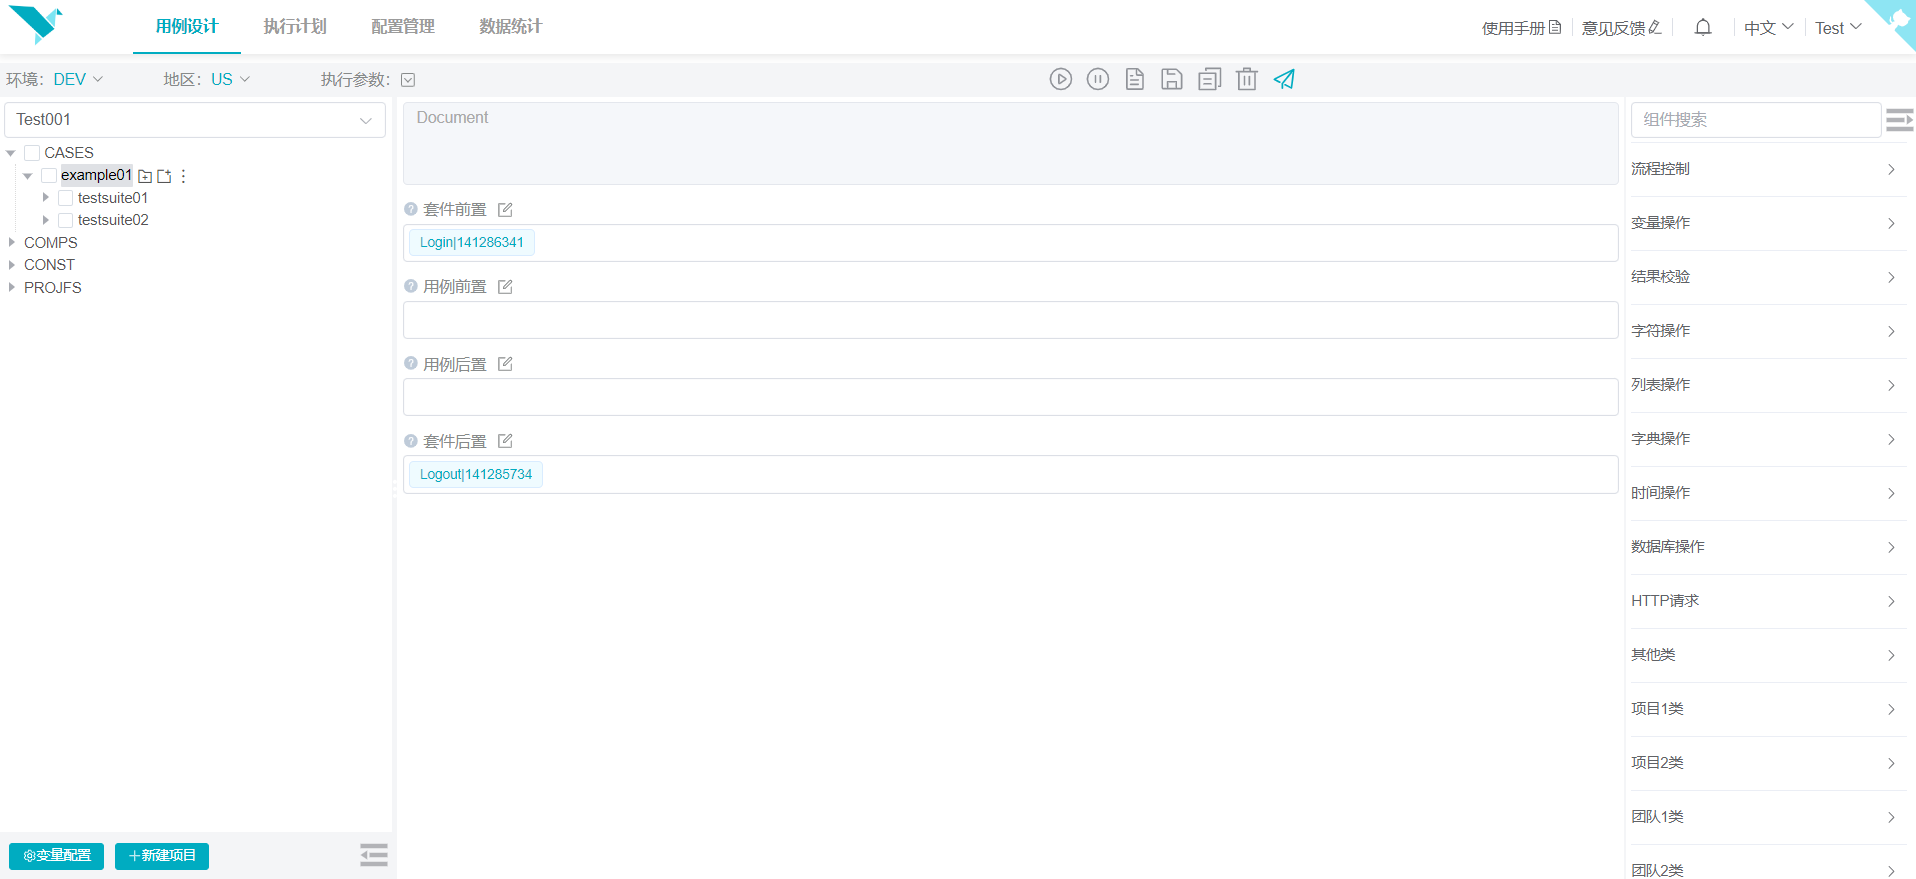 用例设计 执行计划 配置管理 数据统计 使用手册 意见反馈 中文 Test
环境: DEV 地区: US 执行参数:
Test001
CASES
example01
testsuite01
testsuite02
COMPS
CONST
PROJFS
变量配置 +新建项目
Document
套件前置
Login|141286341
用例前置
用例后置
套件后置
Logout|141285734
组件搜索
流程控制
变量操作
结果校验
字符操作
列表操作
字典操作
时间操作
数据库操作
HTTP请求
其他类
项目1类
项目2类
团队1类
团队2类